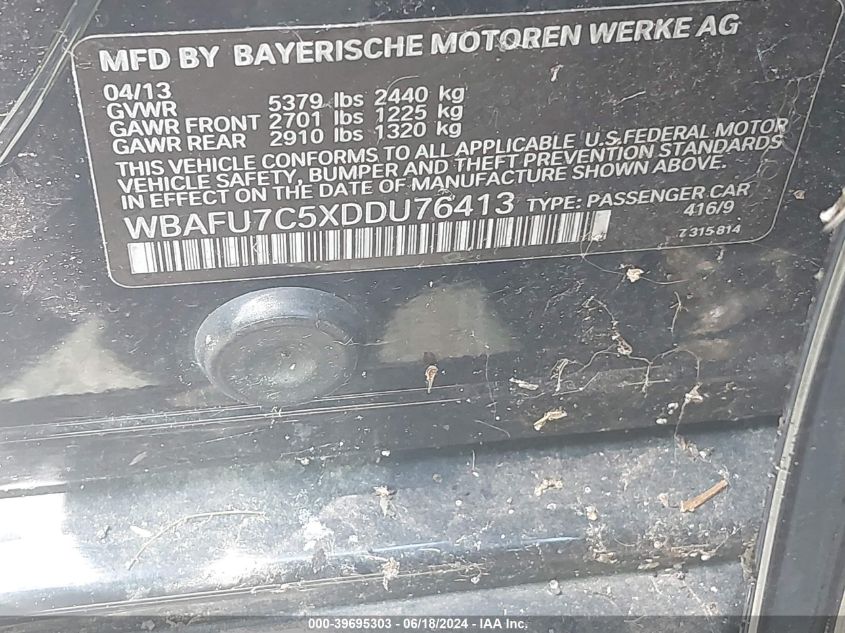 MFD BY BAYERISCHE MOTOREN WERKE AG
04/13
GVWR 5379 lbs 2440 kg
GAWR FRONT 2701 lbs 1225 kg
GAWR REAR 2910 lbs 1320 kg
THIS VEHICLE CONFORMS TO ALL APPLICABLE U.S.FEDERAL MOTOR
VEHICLE SAFETY, BUMPER AND THEFT PREVENTION STANDARDS
IN EFFECT ON THE DATE OF MANUFACTURE SHOWN ABOVE.
WBAFU7C5XDDU76413 TYPE: PASSENGER CAR
416/9
7 315 814
000-39695303 - 06/18/2024 - IAA Inc.